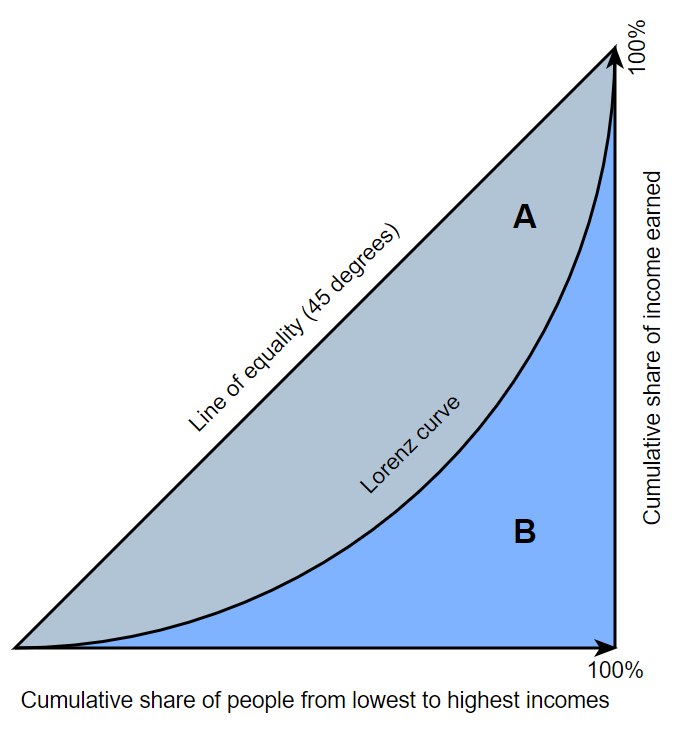 100%
A
Line of equality (45 degrees)
Cumulative share of income earned
Lorenz curve
B
100%
Cumulative share of people from lowest to highest incomes